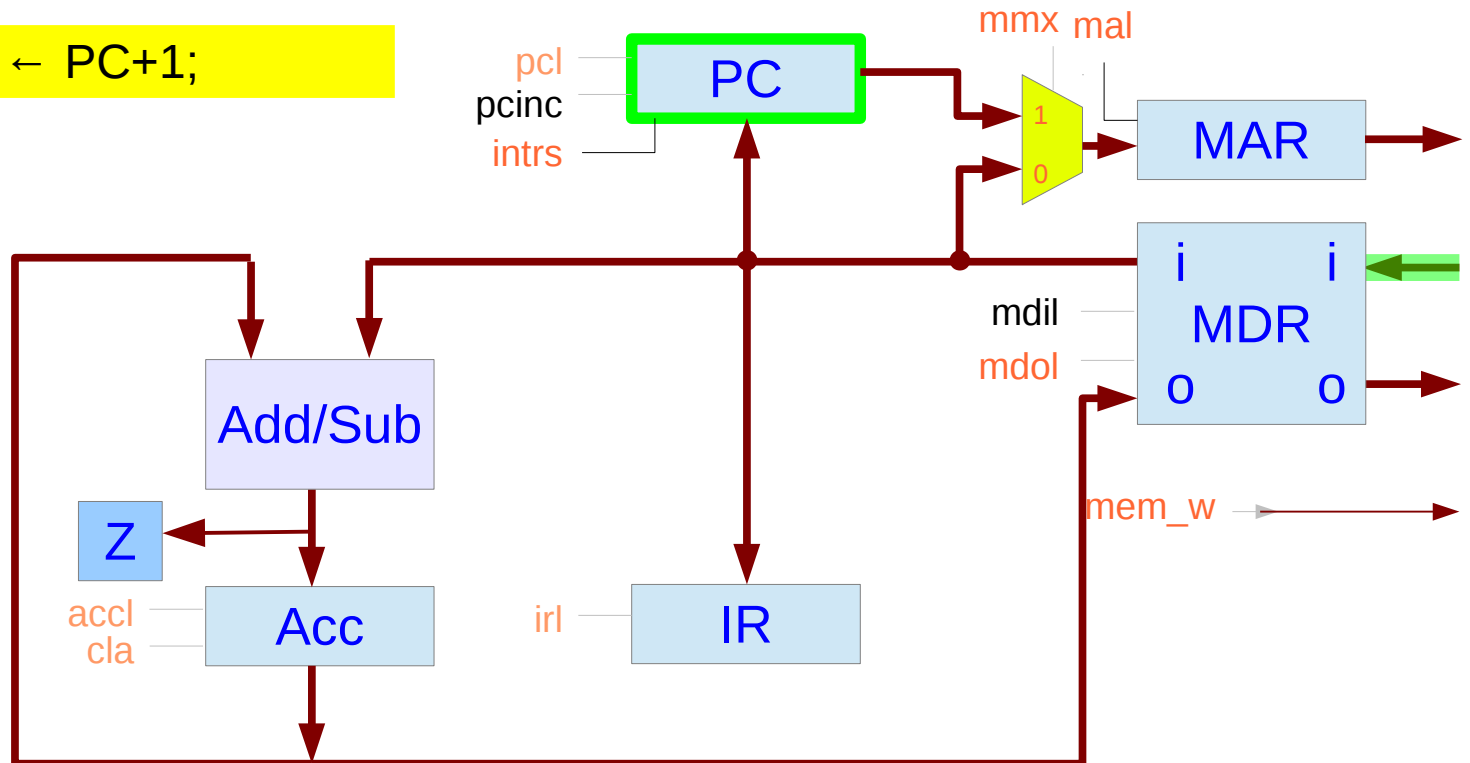 ← PC+1;
mmx mal
pcl
pcinc
intrs
PC
1
0
MAR
i i
mdil
MDR
mdol
o o
Add/Sub
mem_w
Z
accl
cla
Acc
irl
IR